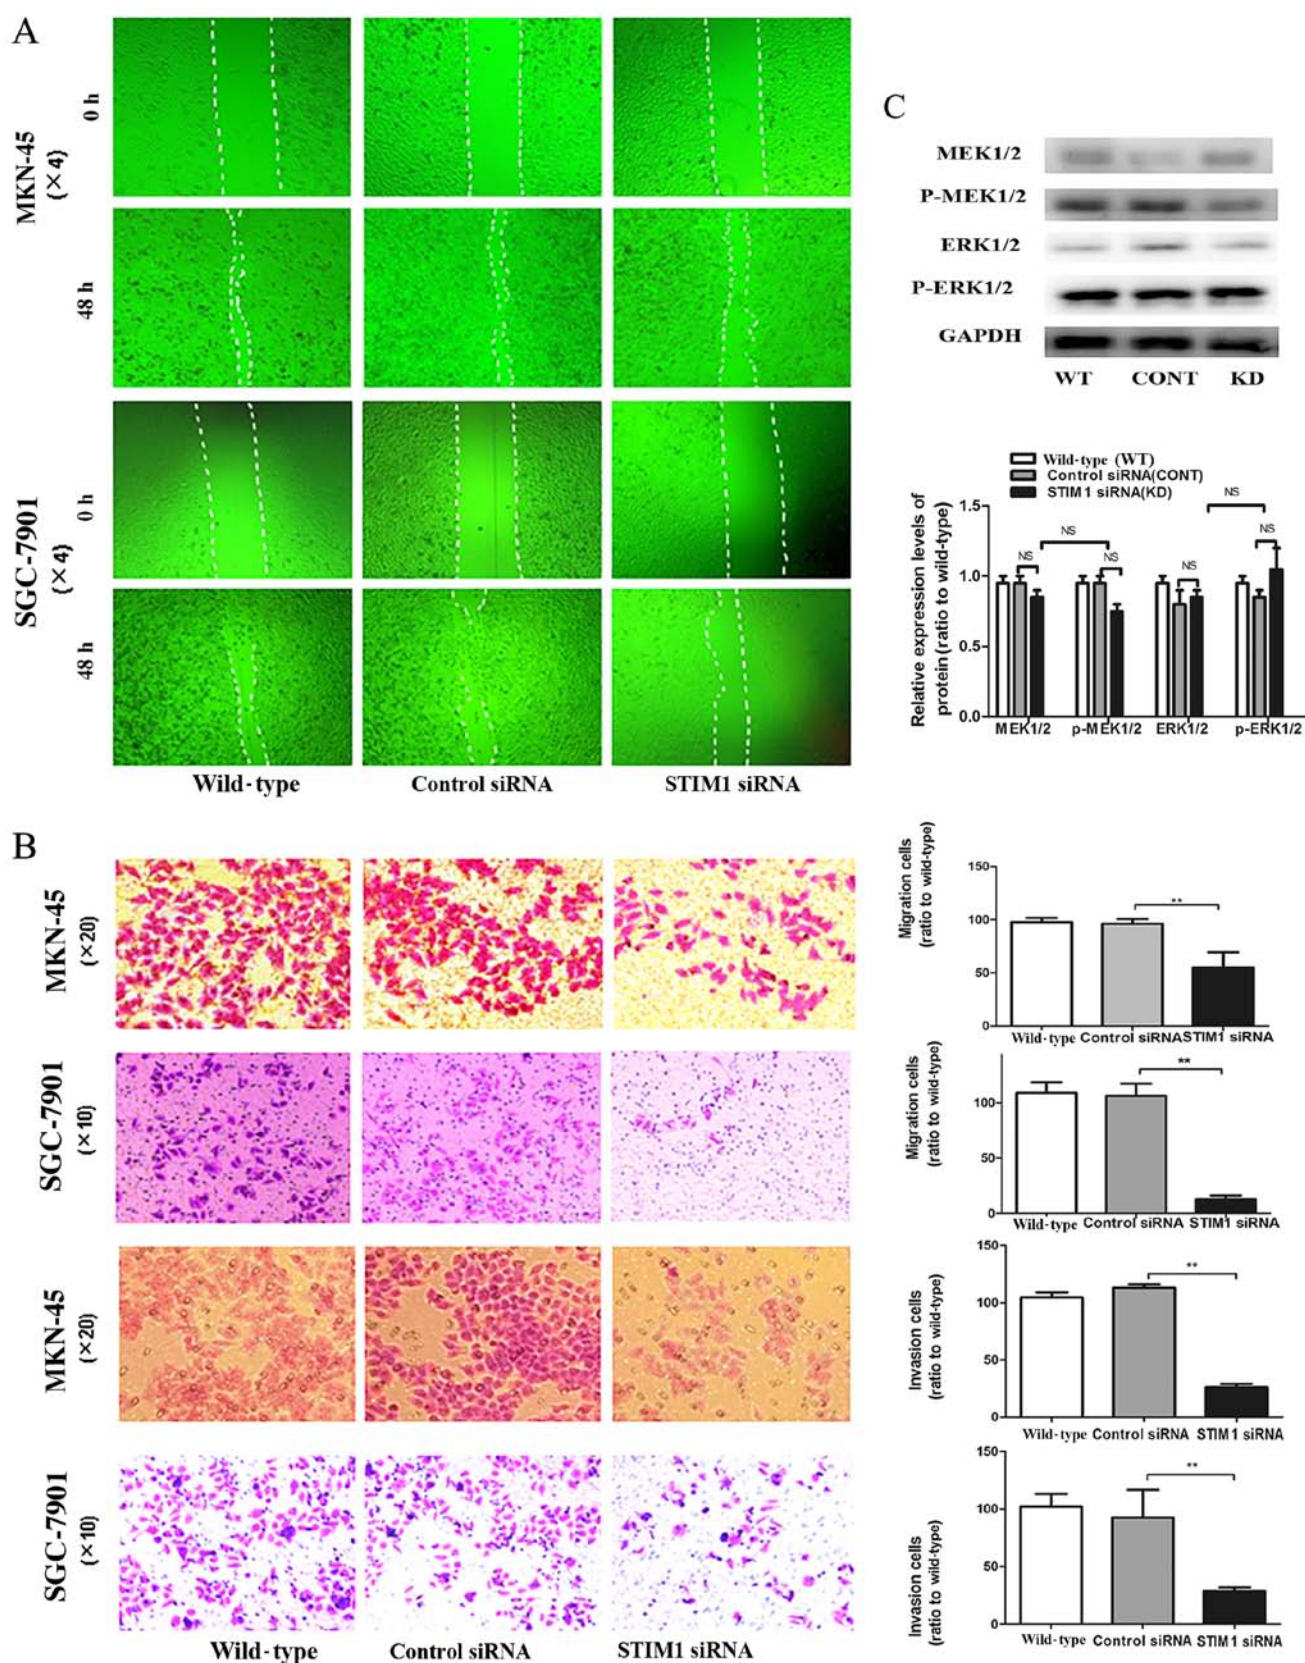 A
MKN-45
(×4)
0 h
48 h
SGC-7901
(×4)
0 h
48 h
Wild-type
Control siRNA
STIM1 siRNA
C
MEK1/2
P-MEK1/2
ERK1/2
P-ERK1/2
GAPDH
WT CONT KD
Wild-type (WT)
Control siRNA(CONT)
STIM1 siRNA(KD)
Relative expression levels of
protein(ratio to wild-type)
1.5
1.0
0.5
0.0
NS
NS
NS
NS
NS
NS
MEK1/2 p-MEK1/2 ERK1/2 p-ERK1/2
B
MKN-45
(×20)
SGC-7901
(×10)
MKN-45
(×20)
SGC-7901
(×10)
Wild-type
Control siRNA
STIM1 siRNA
Migration cells
(ratio to wild-type)
150
100
50
0
**
Wild-type Control siRNA STIM1 siRNA
Migration cells
(ratio to wild-type)
100
50
0
**
Wild-type Control siRNA STIM1 siRNA
Invasion cells
(ratio to wild-type)
150
100
50
0
**
Wild-type Control siRNA STIM1 siRNA
Invasion cells
(ratio to wild-type)
150
100
50
0
**
Wild-type Control siRNA STIM1 siRNA